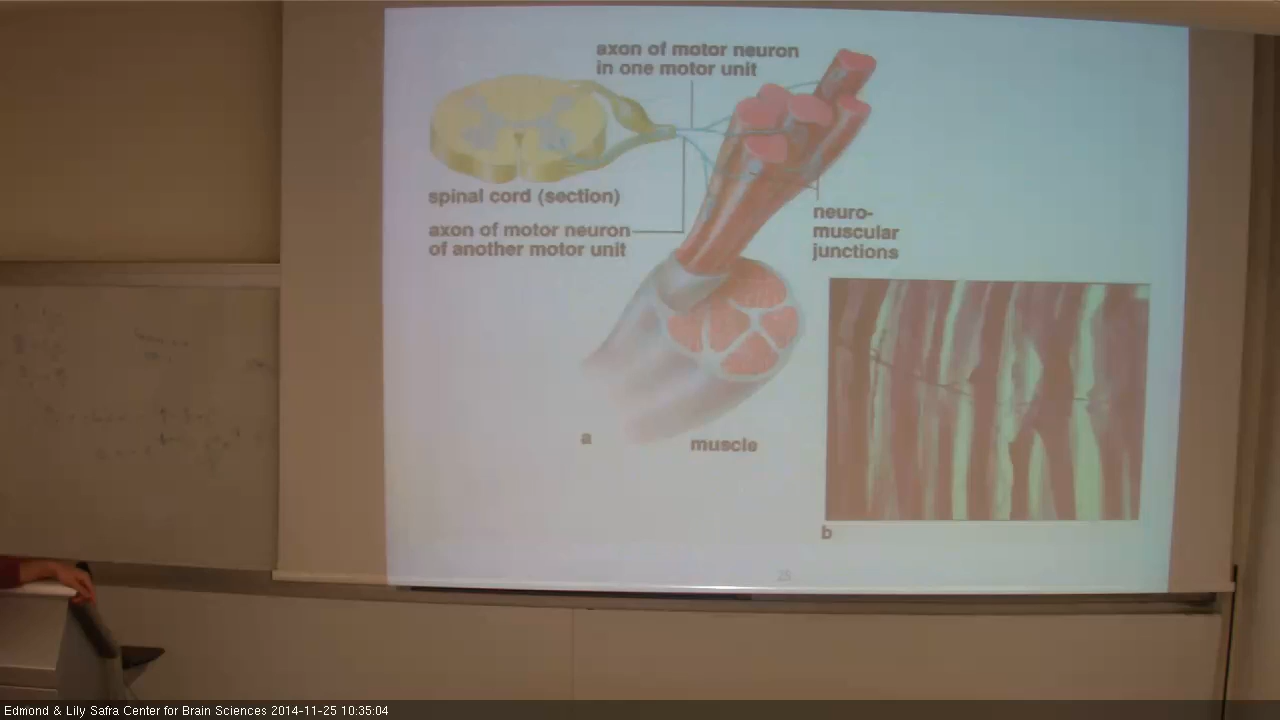 axon of motor neuron
in one motor unit
spinal cord (section)
axon of motor neuron
of another motor unit
neuro-
muscular
junctions
a
muscle
b
25
Edmond & Lily Safra Center for Brain Sciences 2014-11-25 10:35:04